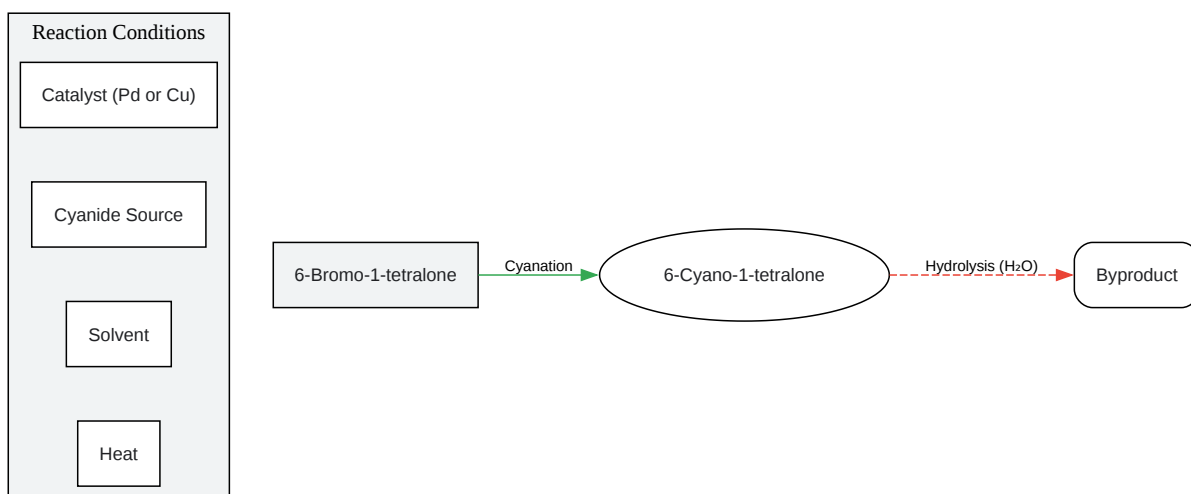 Reaction Conditions
Catalyst (Pd or Cu)
Cyanide Source
Solvent
Heat
6-Bromo-1-tetralone
Cyanation
6-Cyano-1-tetralone
Hydrolysis (H₂O)
Byproduct